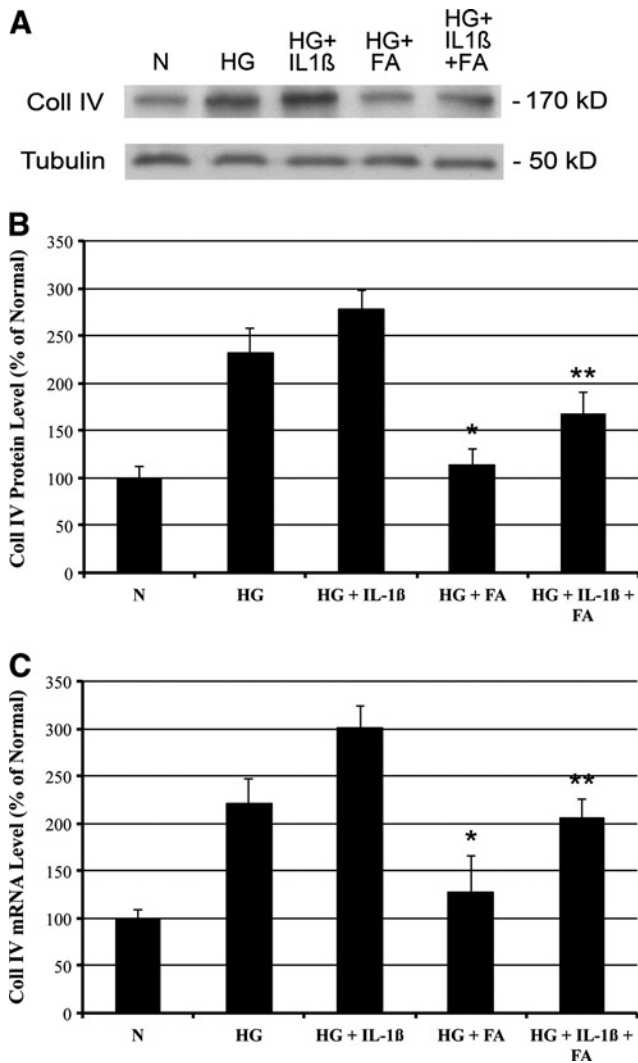 A
N HG HG+ IL1ß HG+ FA HG+ IL1ß +FA
Coll IV - 170 kD
Tubulin - 50 kD
B
Coll IV Protein Level (% of Normal)
350
300
250
200
150
100
50
0
*
**
N HG HG + IL-1ß HG + FA HG + IL-1ß + FA
C
Coll IV mRNA Level (% of Normal)
350
300
250
200
150
100
50
0
*
**
N HG HG + IL-1ß HG + FA HG + IL-1ß + FA